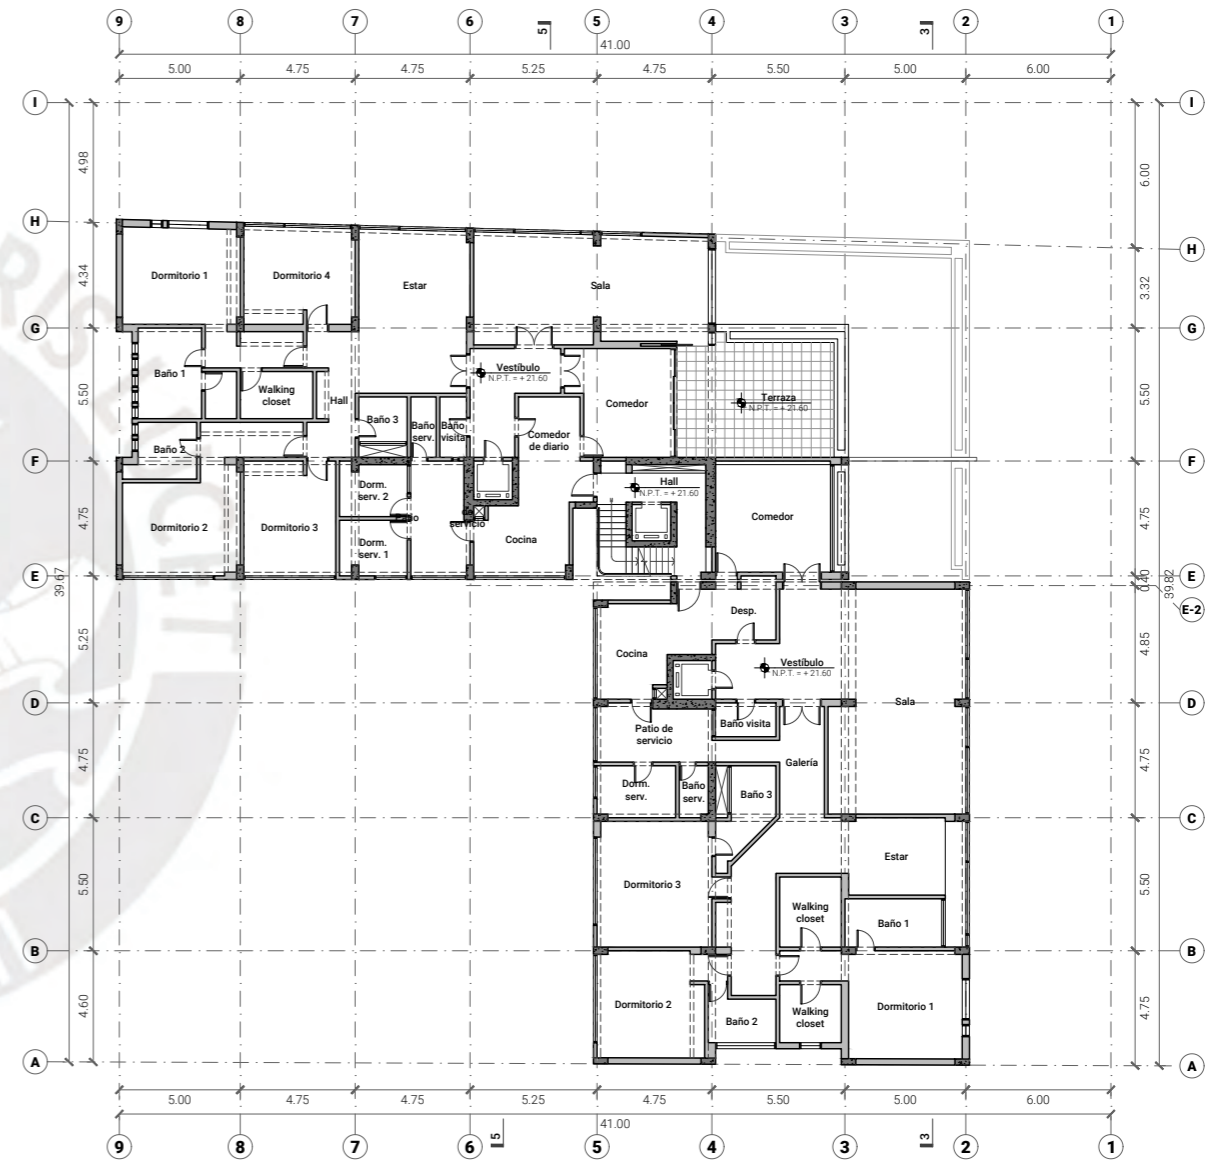 9 8 7 6 5 4 3 2 1
5 3
41.00
5.00 4.75 4.75 5.25 4.75 5.50 5.00 6.00
I I
4.98 6.00
H H
Dormitorio 1 Dormitorio 4 Estar Sala
4.34 3.32
G G
Baño 1 Vestíbulo
N.P.T. = + 21.60
Walking
closet
Hall
Comedor
Terraza
N.P.T. = + 21.60
5.50 5.50
Baño 3
Baño
serv.
Baño
visita
Comedor
de diario
Baño 2
F F
Dorm.
serv. 2
Hall
N.P.T. = + 21.60
Dormitorio 2 Dormitorio 3
servicio
Cocina
Comedor
4.75 4.75
Dorm.
serv. 1
E E
39.67 0.40 39.82
E-2
Desp.
5.25 4.85
Cocina
Vestíbulo
N.P.T. = + 21.60
D D
Sala
Baño visita
Patio de
servicio
4.75 4.75
Galería
Dorm.
serv.
Baño
serv.
Baño 3
C C
Estar
5.50 5.50
Dormitorio 3
Walking
closet
Baño 1
B B
Dormitorio 2
Baño 2
Walking
closet
Dormitorio 1
4.60 4.75
A A
5.00 4.75 4.75 5.25 4.75 5.50 5.00 6.00
41.00
5 3
9 8 7 6 5 4 3 2 1